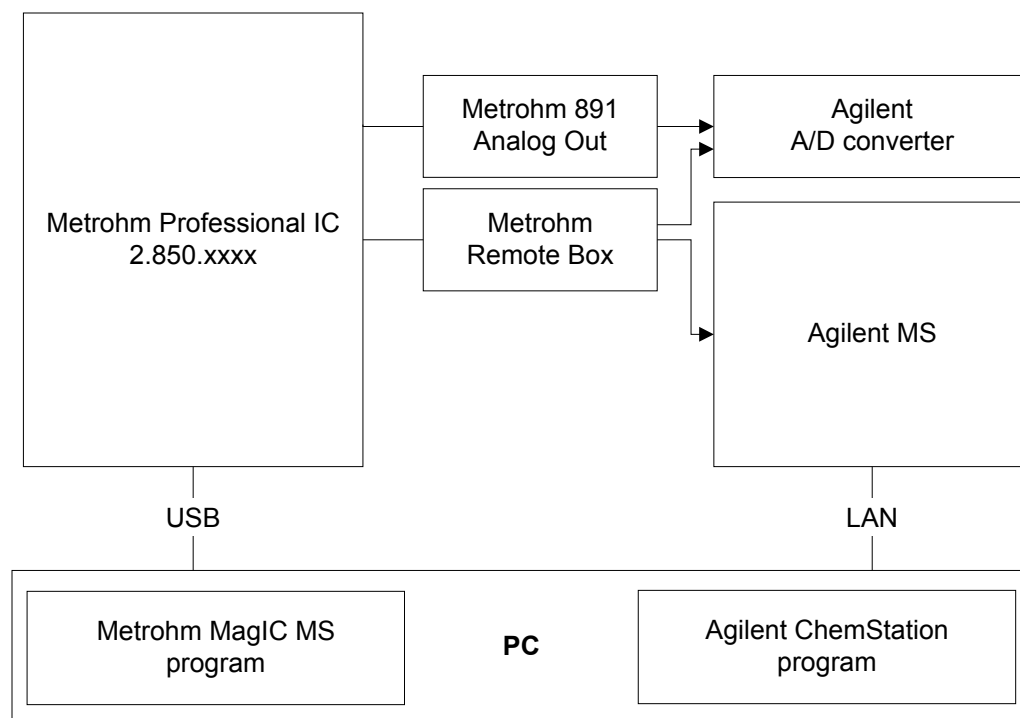 Metrohm Professional IC
2.850.xxxx
Metrohm 891
Analog Out
Agilent
A/D converter
Metrohm
Remote Box
Agilent MS
USB
LAN
Metrohm MagIC MS
program
PC
Agilent ChemStation
program